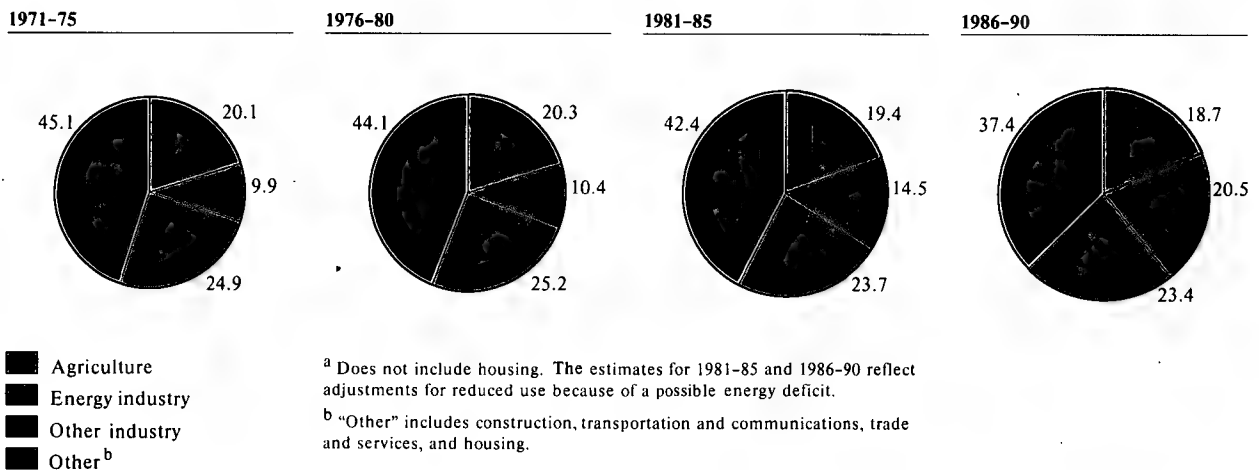 1971-75
1976-80
1981-85
1986-90
45.1
20.1
9.9
24.9
44.1
20.3
10.4
25.2
42.4
19.4
14.5
23.7
37.4
18.7
20.5
23.4
Agriculture
Energy industry
Other industry
Other b
a Does not include housing. The estimates for 1981-85 and 1986-90 reflect
adjustments for reduced use because of a possible energy deficit.
b “Other” includes construction, transportation and communications, trade
and services, and housing.